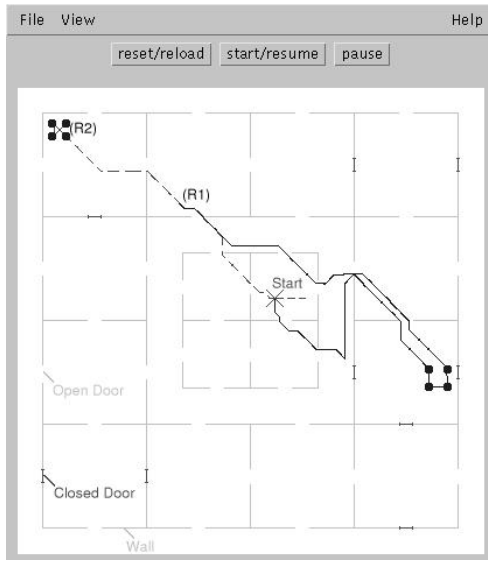 File View Help
reset/reload start/resume pause
(R2)
(R1)
Start
Open Door
Closed Door
Wall